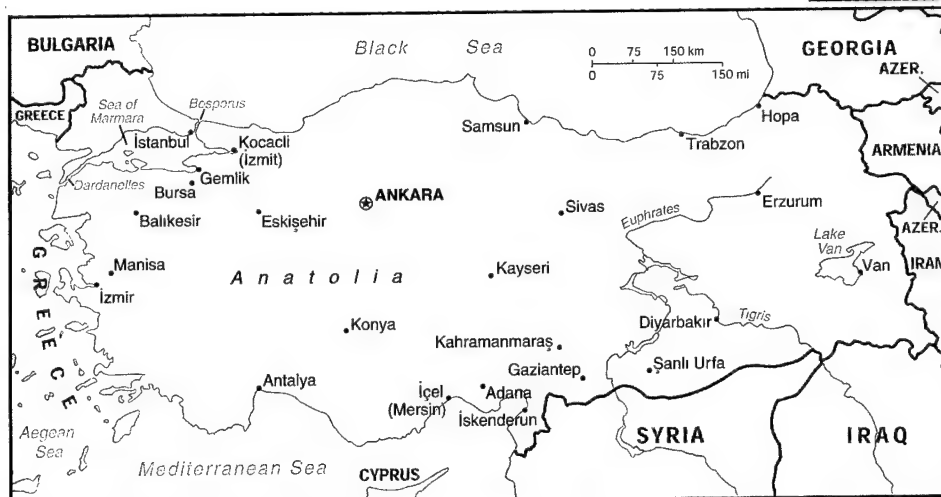 BULGARIA
Black Sea
0 75 150 km
0 75 150 mi
GEORGIA
AZER.
GREECE
Sea of
Marmara
Bosporus
İstanbul
Kocacli
(İzmit)
Samsun
Hopa
Trabzon
ARMENIA
Dardanelles
Gemlik
Bursa
ANKARA
Balıkesir
Eskişehir
Sivas
Euphrates
Erzurum
AZER.
Lake
Van
Van
IRAN
GREECE
Manisa
İzmir
Anatolia
Kayseri
Konya
Diyarbakır
Tigris
Kahramanmaraş
Gaziantep
Şanlı Urfa
Antalya
İçel
(Mersin)
Adana
İskenderun
Aegean
Sea
Mediterranean Sea
CYPRUS
SYRIA
IRAQ